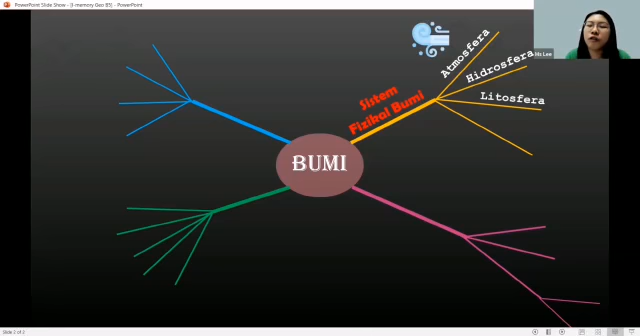 PowerPoint Slide Show - [i-memory Geo B5] - PowerPoint
Ms Lee
Atmosfera
Hidrosfera
Litosfera
Sistem
Fizikal Bumi
BUMI
Slide 2 of 2